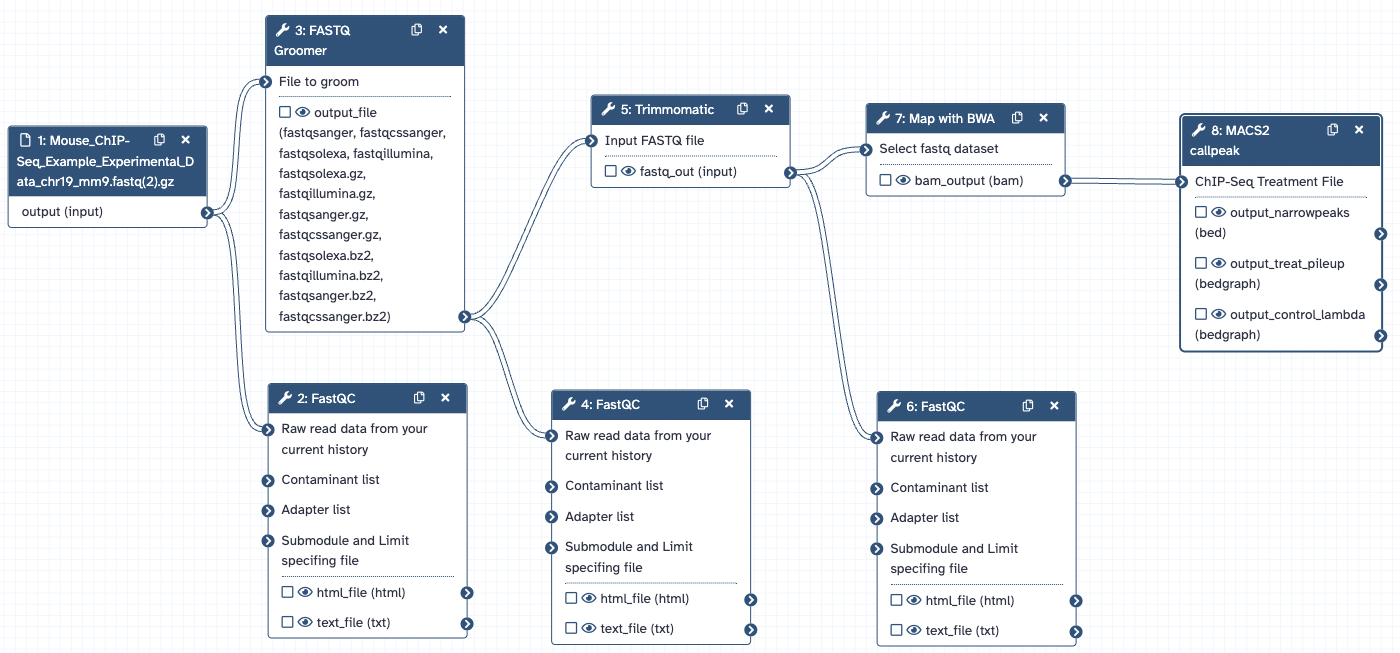 1: Mouse_ChIP-
Seq_Example_Experimental_D
ata_chr19_mm9.fastq(2).gz
output (input)
3: FASTQ
Groomer
File to groom
output_file
(fastqsanger, fastqcssanger,
fastqsolexa, fastqillumina,
fastqsolexa.gz,
fastqillumina.gz,
fastqsanger.gz,
fastqcssanger.gz,
fastqsolexa.bz2,
fastqillumina.bz2,
fastqsanger.bz2,
fastqcssanger.bz2)
2: FastQC
Raw read data from your
current history
Contaminant list
Adapter list
Submodule and Limit
specifing file
html_file (html)
text_file (txt)
5: Trimmomatic
Input FASTQ file
fastq_out (input)
4: FastQC
Raw read data from your
current history
Contaminant list
Adapter list
Submodule and Limit
specifing file
html_file (html)
text_file (txt)
7: Map with BWA
Select fastq dataset
bam_output (bam)
6: FastQC
Raw read data from your
current history
Contaminant list
Adapter list
Submodule and Limit
specifing file
html_file (html)
text_file (txt)
8: MACS2
callpeak
ChIP-Seq Treatment File
output_narrowpeaks
(bed)
output_treat_pileup
(bedgraph)
output_control_lambda
(bedgraph)